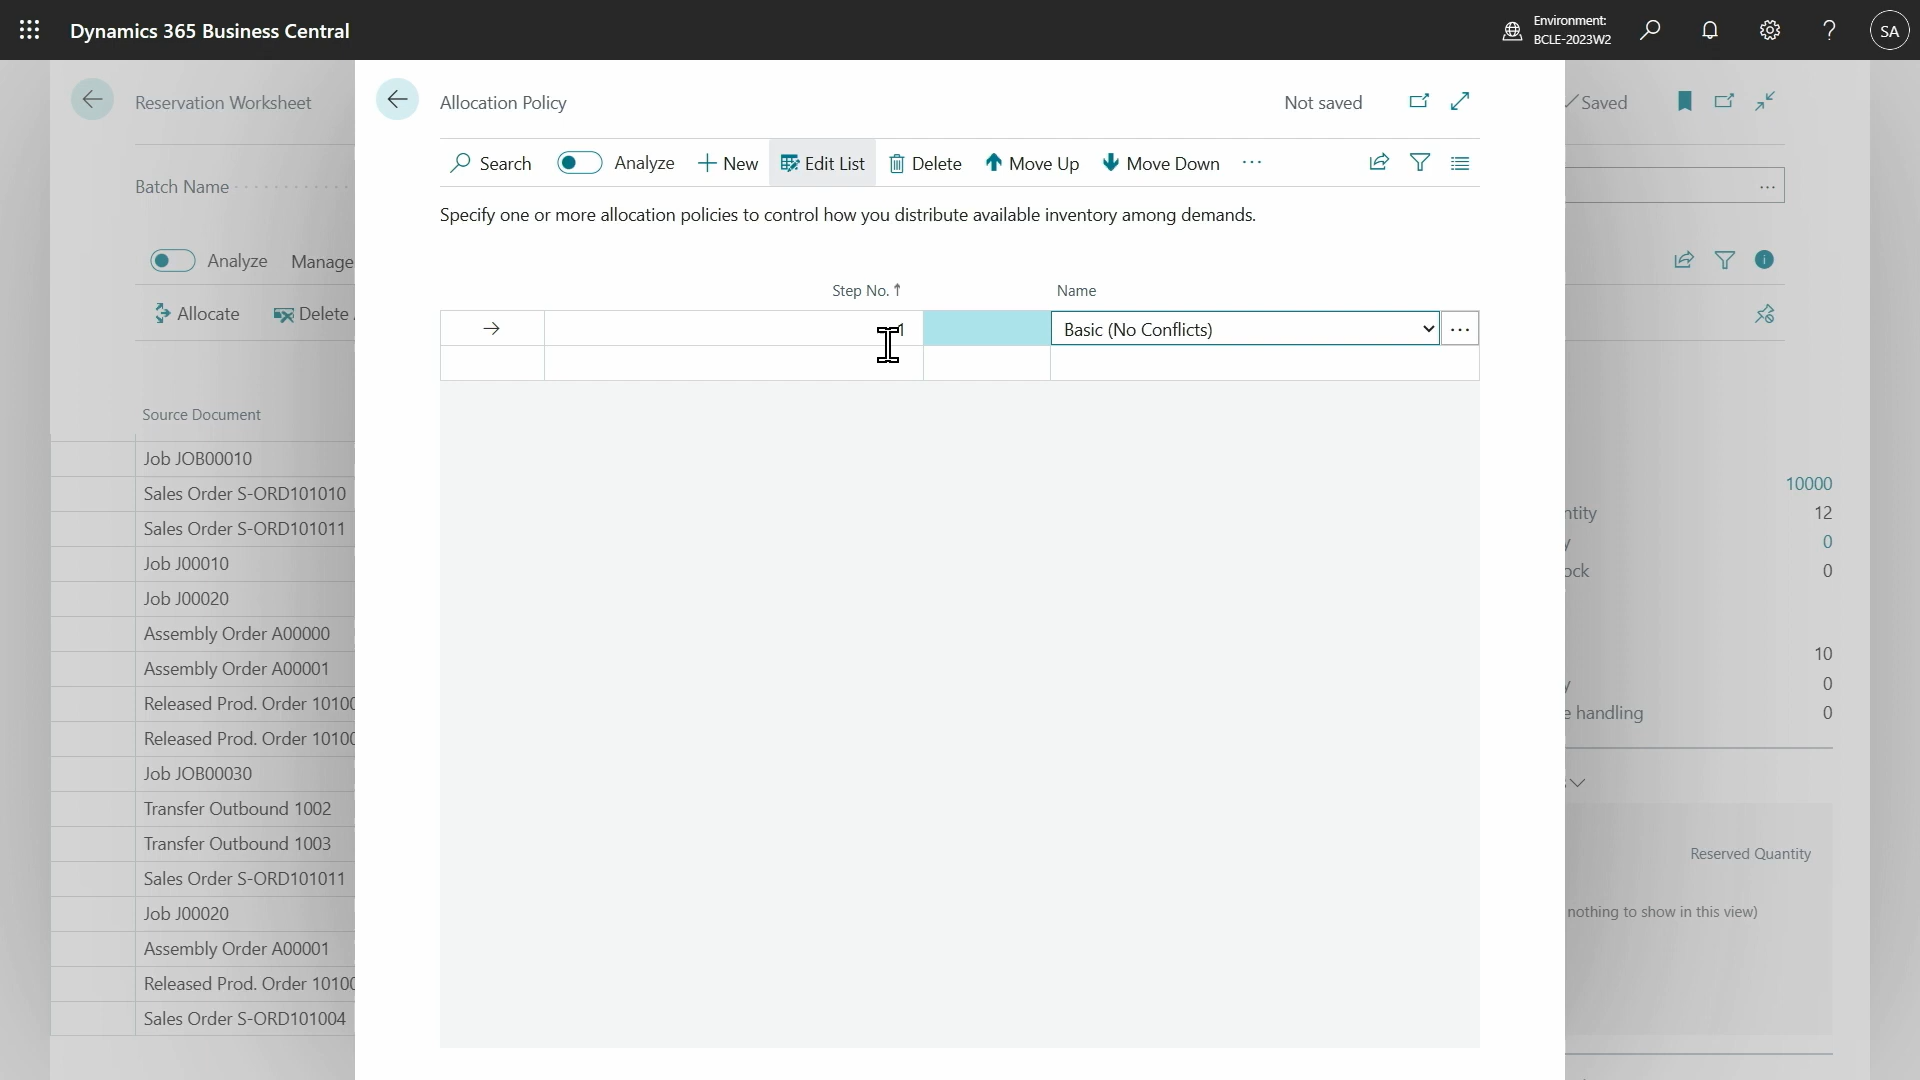 Dynamics 365 Business Central
Environment:
BCLE-2023W2
SA
Reservation Worksheet
Allocation Policy
Not saved
Saved
Search
Analyze
New
Edit List
Delete
Move Up
Move Down
Batch Name
Specify one or more allocation policies to control how you distribute available inventory among demands.
Analyze
Manage
Allocate
Delete
Step No.
Name
1
Basic (No Conflicts)
Source Document
Job JOB00010
Sales Order S-ORD101010
Sales Order S-ORD101011
Job J00010
Job J00020
Assembly Order A00000
Assembly Order A00001
Released Prod. Order 10100
Released Prod. Order 10100
Job JOB00030
Transfer Outbound 1002
Transfer Outbound 1003
Sales Order S-ORD101011
Job J00020
Assembly Order A00001
Released Prod. Order 10100
Sales Order S-ORD101004
10000
ntity 12
y 0
ock 0
10
y 0
e handling 0
Reserved Quantity
nothing to show in this view)